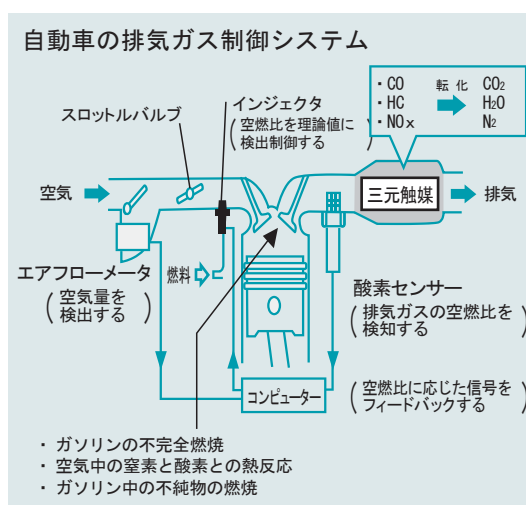 自動車の排気ガス制御システム
・CO 転化 CO₂
・HC H₂O
・NOx N₂
スロットルバルブ
インジェクタ
(空燃比を理論値に
検出制御する)
空気
三元触媒
排気
エアフローメータ
(空気量を
検出する)
燃料
酸素センサー
(排気ガスの空燃比を
検知する)
コンピューター
(空燃比に応じた信号を
フィードバックする)
・ガソリンの不完全燃焼
・空気中の窒素と酸素との熱反応
・ガソリン中の不純物の燃焼